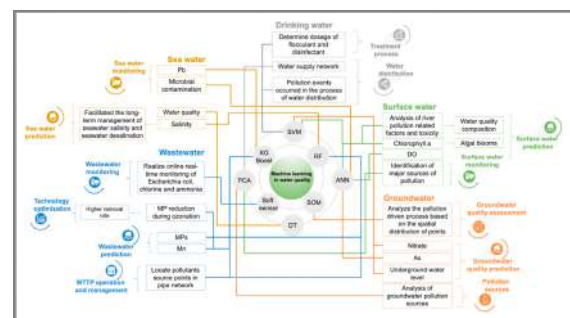 Drinking water
Determine dosage of
flocculant and
disinfectant
Treatment
process
Water supply network
Water
distribution
Pollution events
occurred in the process
of water distribution
Sea water
Sea water
monitoring
Pb
Microbial
contamination
Water quality
Salinity
Facilitated the long-
term management of
seawater salinity and
seawater desalination
Sea water
prediction
Surface water
Analysis of river
pollution related
factors and toxicity
Chlorophyll a
DO
Identification of
major sources of
pollution
Water quality
composition
Algal blooms
Surface water
prediction
Surface water
monitoring
Wastewater
Wastewater
monitoring
Realize online real-
time monitoring of
Escherichia coli,
chlorine and ammonia
Technology
optimization
Higher removal
rate
MP reduction
during ozonation
Wastewater
prediction
MPs
Mn
WTTP operation
and management
Locate pollutants
source points in
pipe network
SVM
XG
Boost
RF
PCA
Machine learning
in water quality
ANN
Soft
sensor
SOM
DT
Groundwater
Analyze the pollution
driven process based
on the spatial
distribution of points
Groundwater
quality assessment
Nitrate
As
Underground water
level
Groundwater
quality prediction
Analysis of
groundwater pollution
sources
Pollution
sources